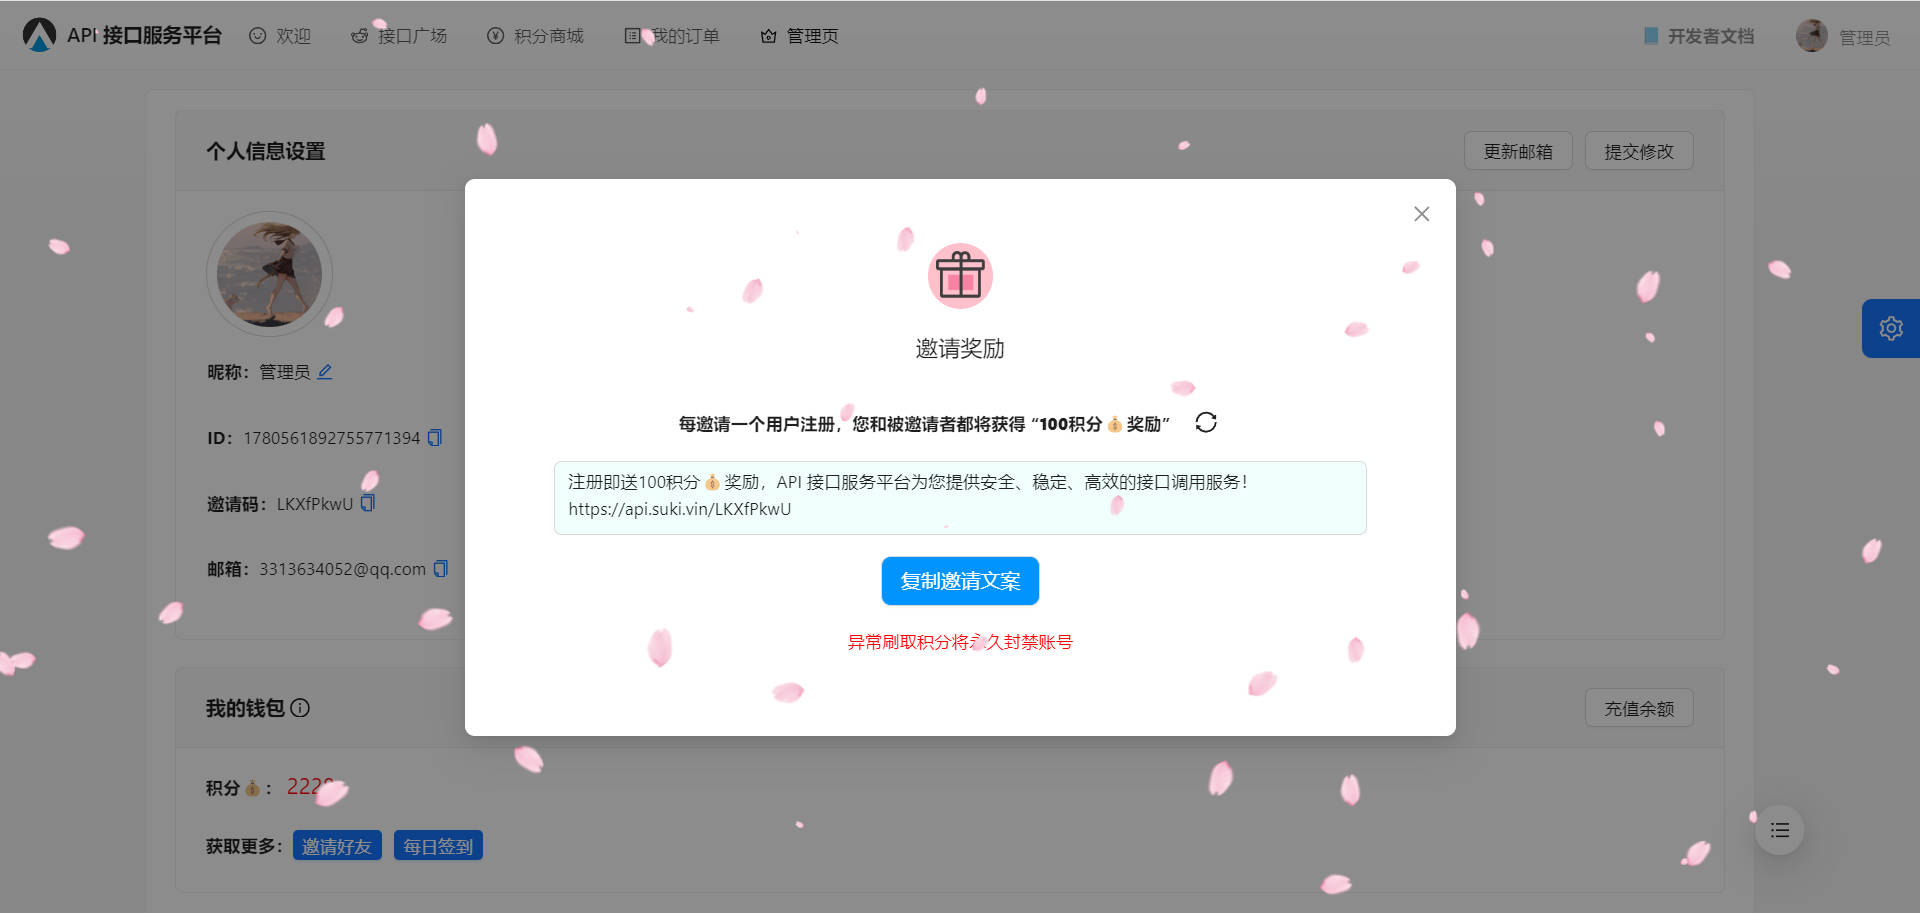 API 接口服务平台
欢迎
接口广场
积分商城
我的订单
管理页
开发者文档
管理员
个人信息设置
更新邮箱
提交修改
昵称：管理员
ID：1780561892755771394
邀请码：LKXfPkwU
邮箱：3313634052@qq.com
邀请奖励
每邀请一个用户注册，您和被邀请者都将获得 “100积分💰奖励”
注册即送100积分💰奖励，API 接口服务平台为您提供安全、稳定、高效的接口调用服务！
https://api.suki.vin/LKXfPkwU
复制邀请文案
异常刷取积分将永久封禁账号
我的钱包
充值余额
积分💰：
获取更多：
邀请好友
每日签到